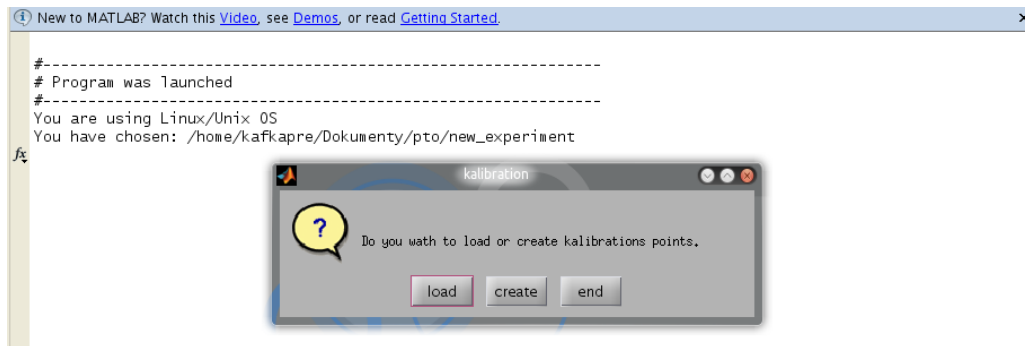 New to MATLAB? Watch this Video, see Demos, or read Getting Started.
#--------------------------------------------------------------
# Program was launched
#--------------------------------------------------------------
You are using Linux/Unix OS
You have chosen: /home/kafkapre/Dokumenty/pto/new_experiment
fx
kalibration
?
Do you wath to load or create kalibrations points.
load create end